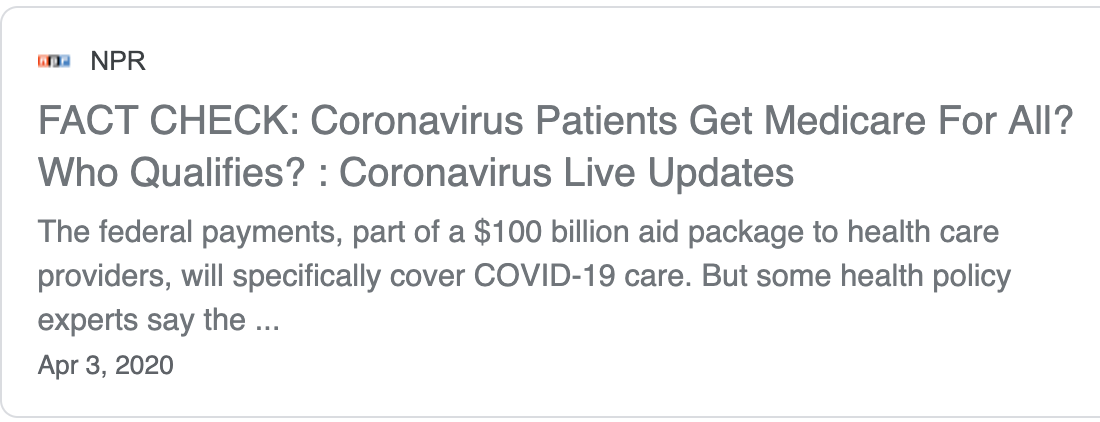 npr NPR
FACT CHECK: Coronavirus Patients Get Medicare For All?
Who Qualifies? : Coronavirus Live Updates
The federal payments, part of a $100 billion aid package to health care
providers, will specifically cover COVID-19 care. But some health policy
experts say the ...
Apr 3, 2020